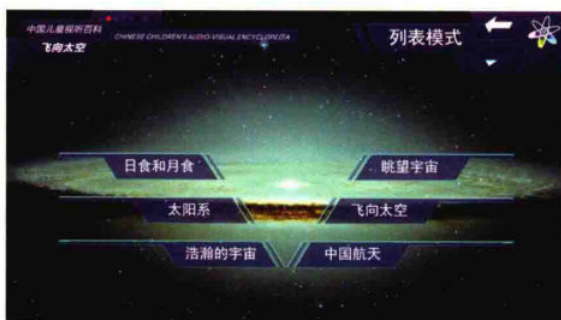 中国儿童视听百科
飞向太空
CHINESE CHILDREN'S AUDIO-VISUAL ENCYCLOPEDIA
列表模式
日食和月食
眺望宇宙
太阳系
飞向太空
浩瀚的宇宙
中国航天